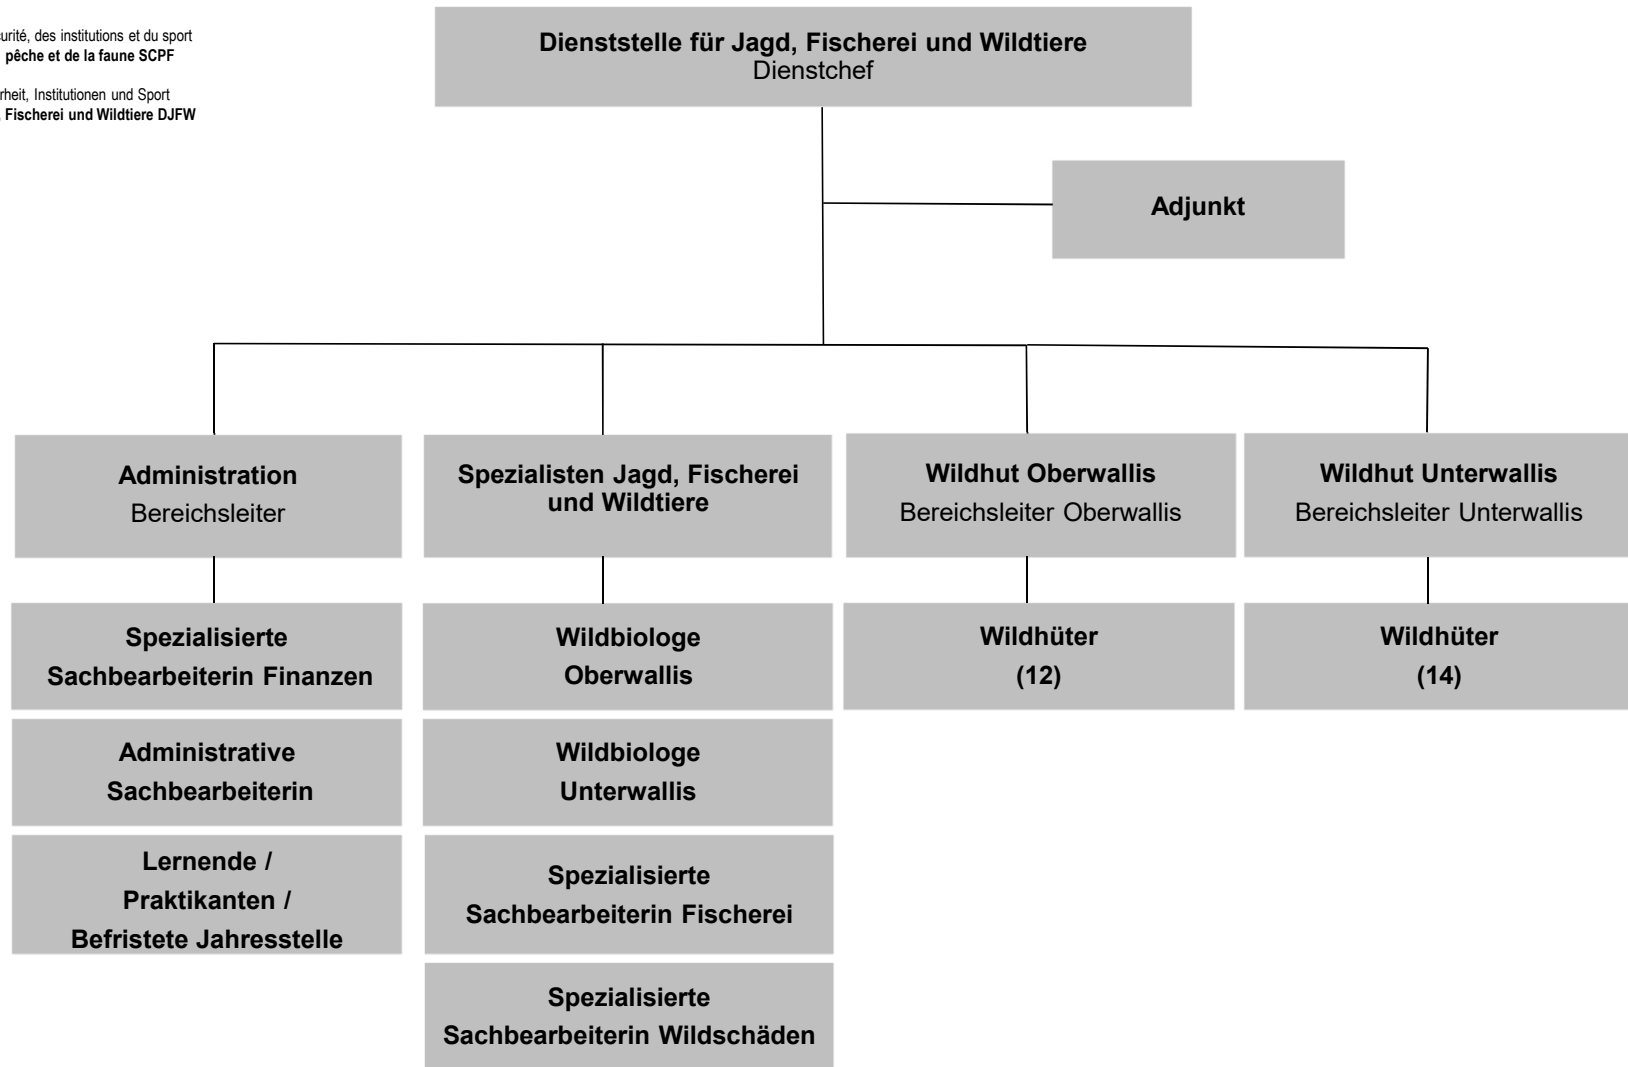 des institutions et du sport
pêche et de la faune SCPF
Institutionen und Sport
Fischerei und Wildtiere DJFW
Dienststelle für Jagd, Fischerei und Wildtiere
Dienstchef
Adjunkt
Administration
Bereichsleiter
Spezialisten Jagd, Fischerei
und Wildtiere
Wildhut Oberwallis
Bereichsleiter Oberwallis
Wildhut Unterwallis
Bereichsleiter Unterwallis
Spezialisierte
Sachbearbeiterin Finanzen
Administrative
Sachbearbeiterin
Lernende /
Praktikanten /
Befristete Jahresstelle
Wildbiologe
Oberwallis
Wildbiologe
Unterwallis
Spezialisierte
Sachbearbeiterin Fischerei
Spezialisierte
Sachbearbeiterin Wildschäden
Wildhüter
(12)
Wildhüter
(14)